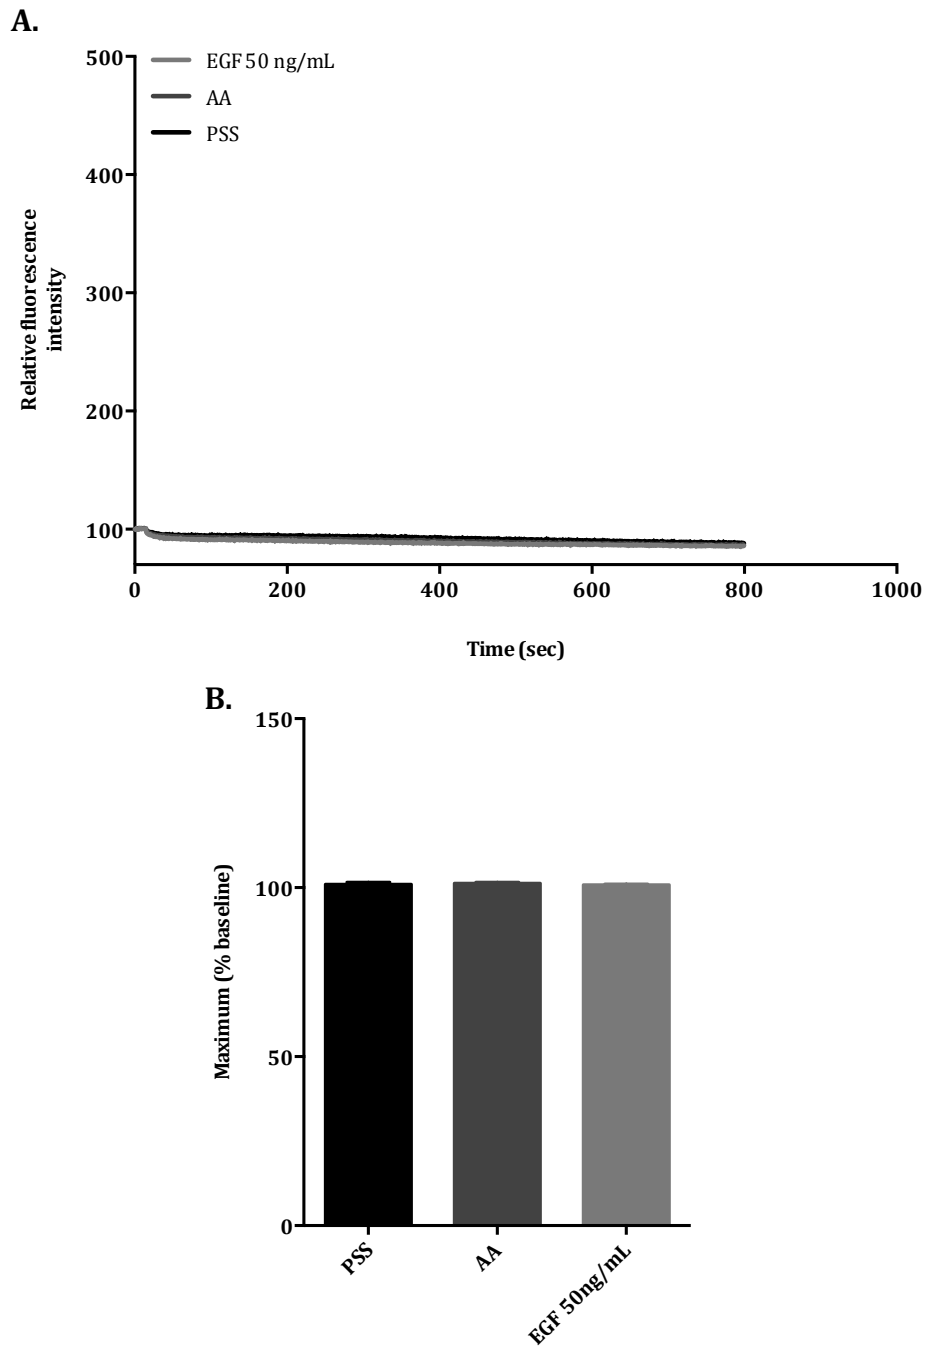 A.
500
EGF 50 ng/mL
AA
PSS
400
300
200
100
Relative fluorescence
intensity
0
200
400
600
800
1000
Time (sec)
B.
150
100
50
0
Maximum (% baseline)
PSS
AA
EGF 50ng/mL